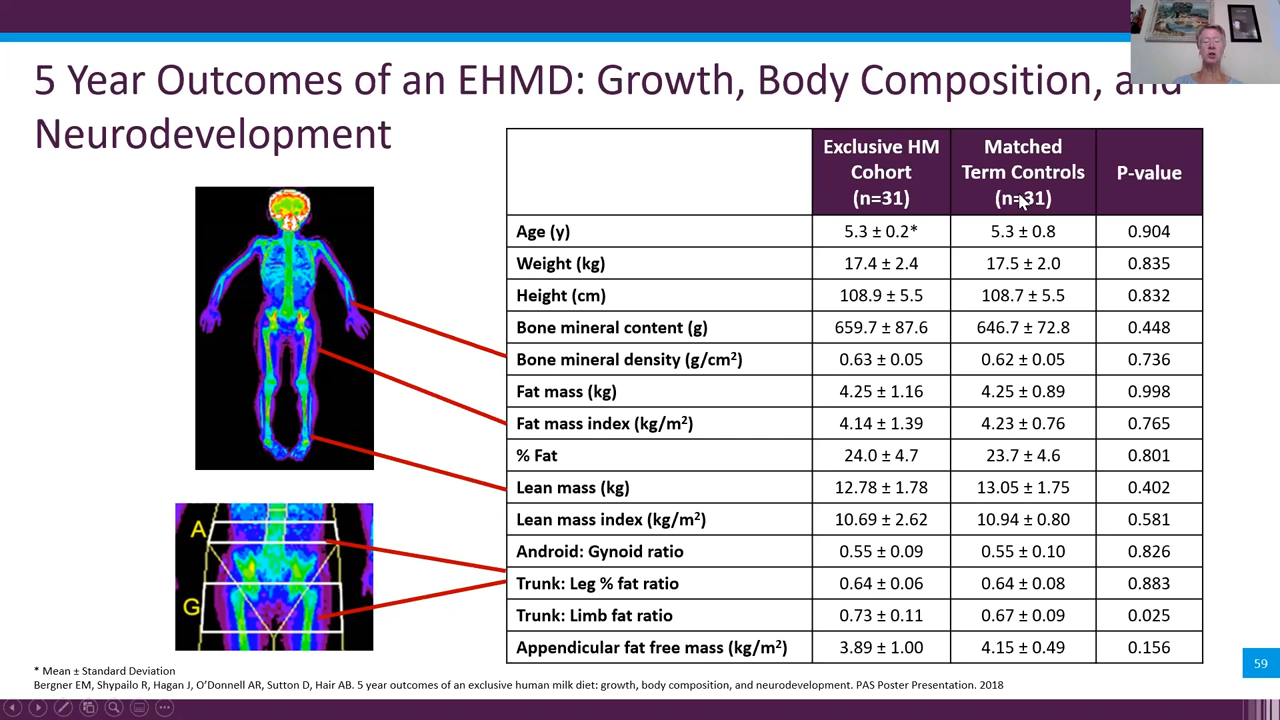 5 Year Outcomes of an EHMD: Growth, Body Composition, and
Neurodevelopment
Exclusive HM Cohort (n=31) Matched Term Controls (n=31) P-value
Age (y) 5.3 ± 0.2* 5.3 ± 0.8 0.904
Weight (kg) 17.4 ± 2.4 17.5 ± 2.0 0.835
Height (cm) 108.9 ± 5.5 108.7 ± 5.5 0.832
Bone mineral content (g) 659.7 ± 87.6 646.7 ± 72.8 0.448
Bone mineral density (g/cm²) 0.63 ± 0.05 0.62 ± 0.05 0.736
Fat mass (kg) 4.25 ± 1.16 4.25 ± 0.89 0.998
Fat mass index (kg/m²) 4.14 ± 1.39 4.23 ± 0.76 0.765
% Fat 24.0 ± 4.7 23.7 ± 4.6 0.801
Lean mass (kg) 12.78 ± 1.78 13.05 ± 1.75 0.402
Lean mass index (kg/m²) 10.69 ± 2.62 10.94 ± 0.80 0.581
Android: Gynoid ratio 0.55 ± 0.09 0.55 ± 0.10 0.826
Trunk: Leg % fat ratio 0.64 ± 0.06 0.64 ± 0.08 0.883
Trunk: Limb fat ratio 0.73 ± 0.11 0.67 ± 0.09 0.025
Appendicular fat free mass (kg/m²) 3.89 ± 1.00 4.15 ± 0.49 0.156
A
G
59
* Mean ± Standard Deviation
Bergner EM, Shypailo R, Hagan J, O’Donnell AR, Sutton D, Hair AB. 5 year outcomes of an exclusive human milk diet: growth, body composition, and neurodevelopment. PAS Poster Presentation. 2018